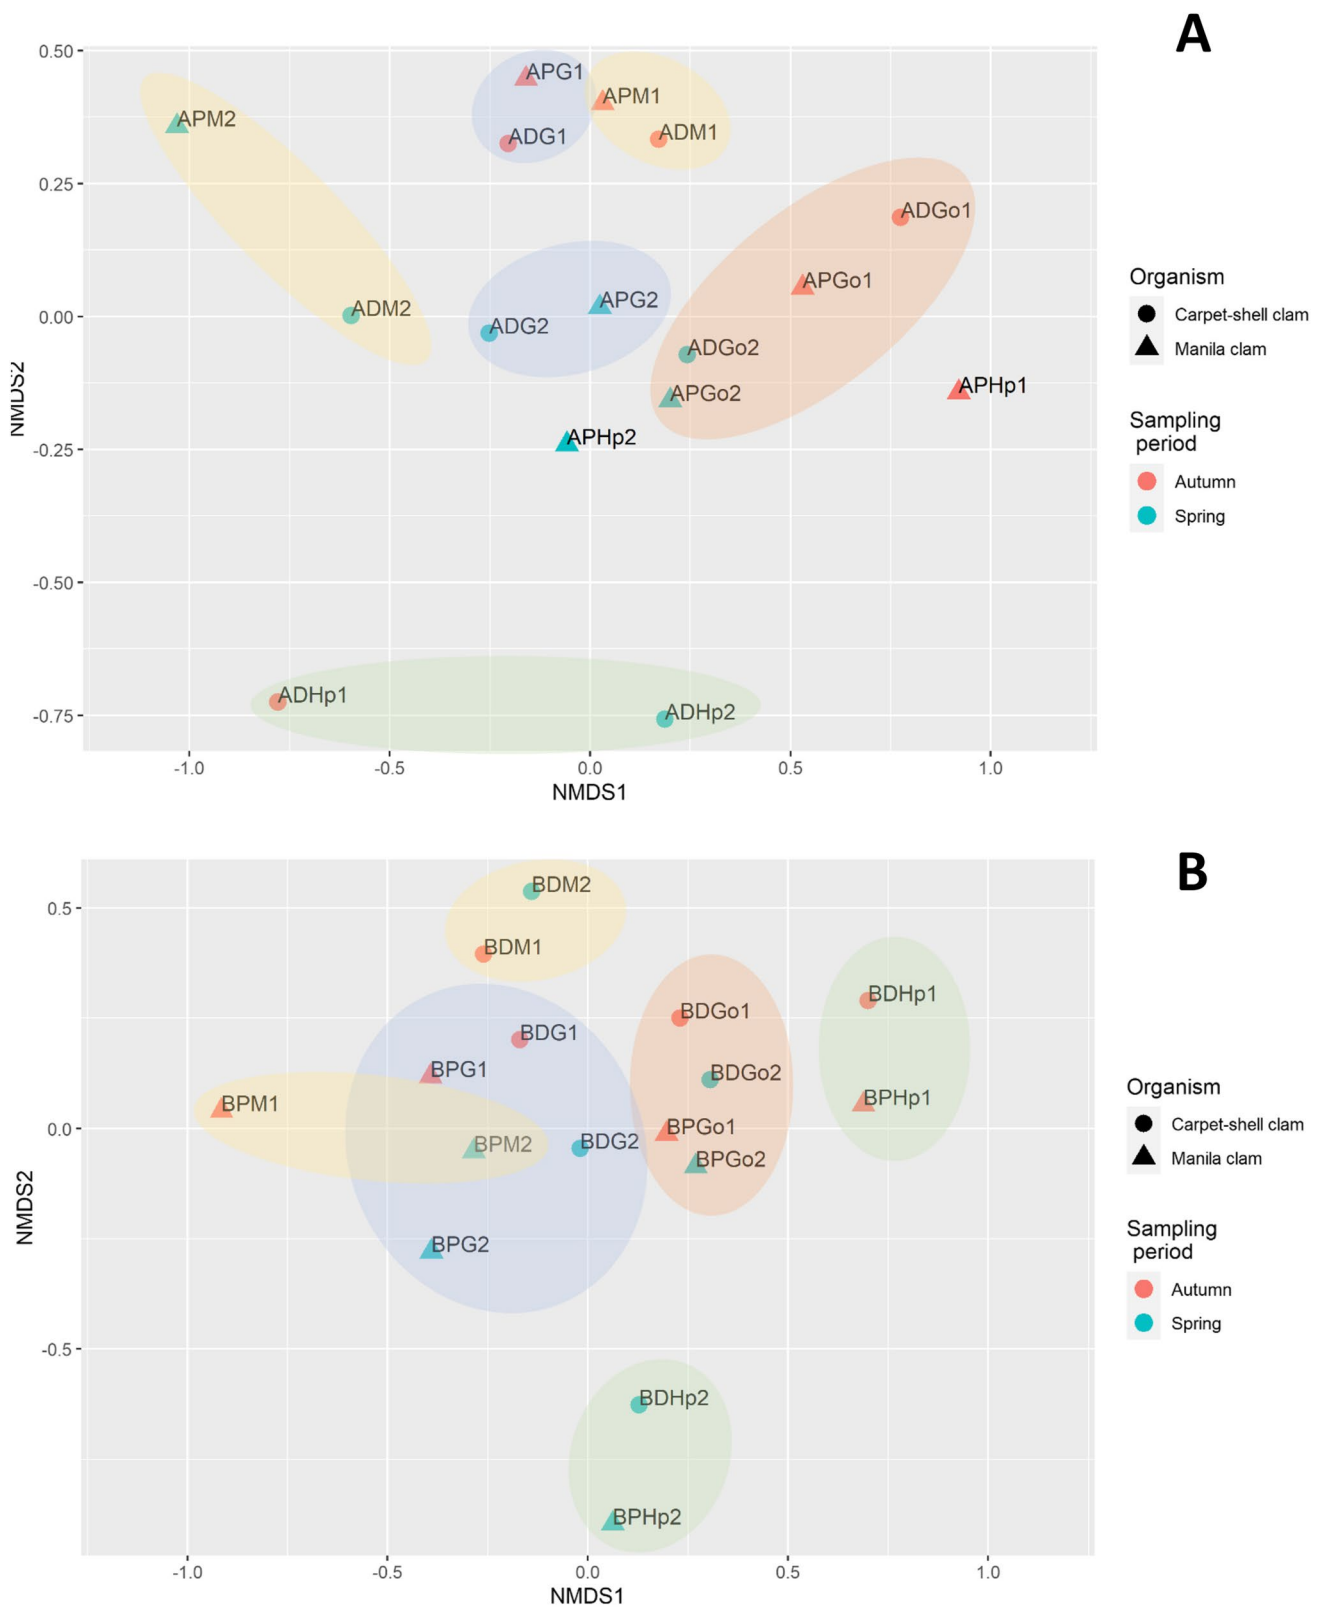 A
0.50
APG1
APM1
APM2
ADM1
ADG1
0.25
ADGo1
APGo1
Organism
APG2
ADM2
Carpet-shell clam
0.00
ADG2
ADGo2
Manila clam
NMDS2
APHp1
APGo2
Sampling
period
APHp2
-0.25
Autumn
Spring
-0.50
ADHp1
ADHp2
-0.75
-1.0 -0.5 0.0 0.5 1.0
NMDS1
B
BDM2
0.5
BDM1
BDHp1
BDGo1
BDG1
BPG1
BDGo2
Organism
BPM1
BPHp1
Carpet-shell clam
0.0
BPGo1
BPM2
BDG2
BPGo2
Manila clam
NMDS2
BPG2
Sampling
period
Autumn
Spring
-0.5
BDHp2
BPHp2
-1.0 -0.5 0.0 0.5 1.0
NMDS1